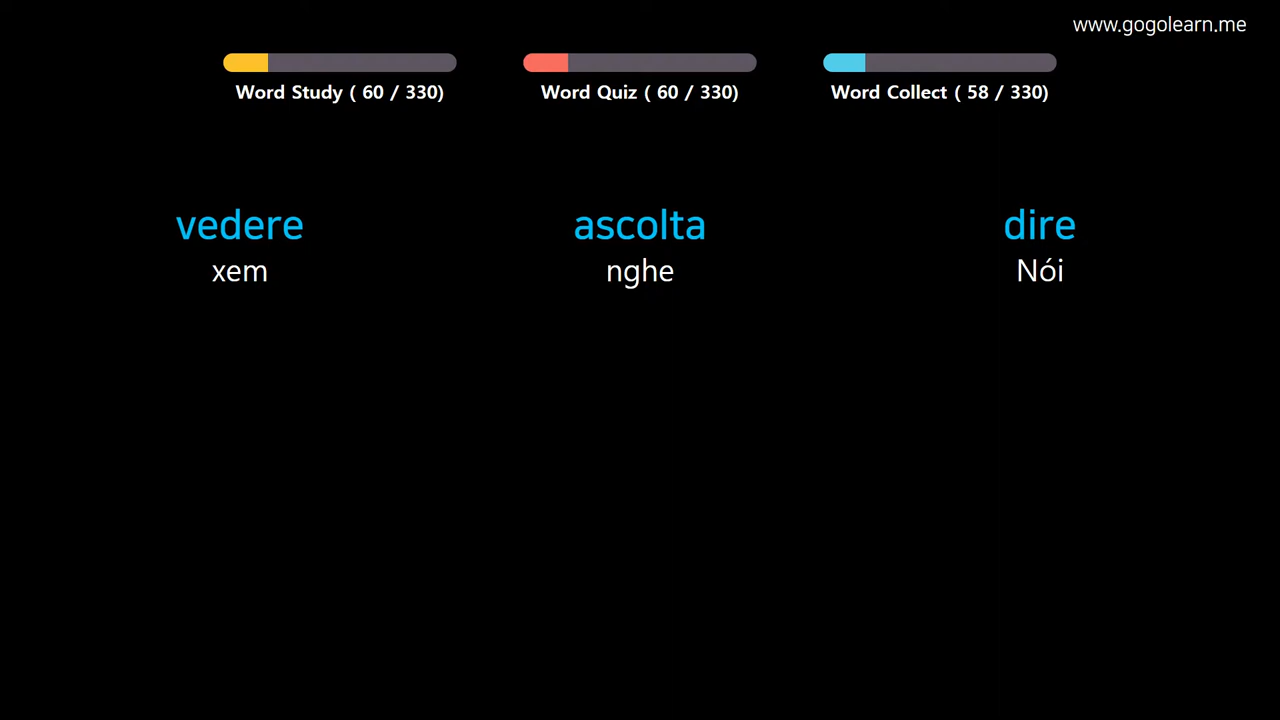 www.gogolearn.me
Word Study ( 60 / 330)
Word Quiz ( 60 / 330)
Word Collect ( 58 / 330)
vedere
xem
ascolta
nghe
dire
Nói